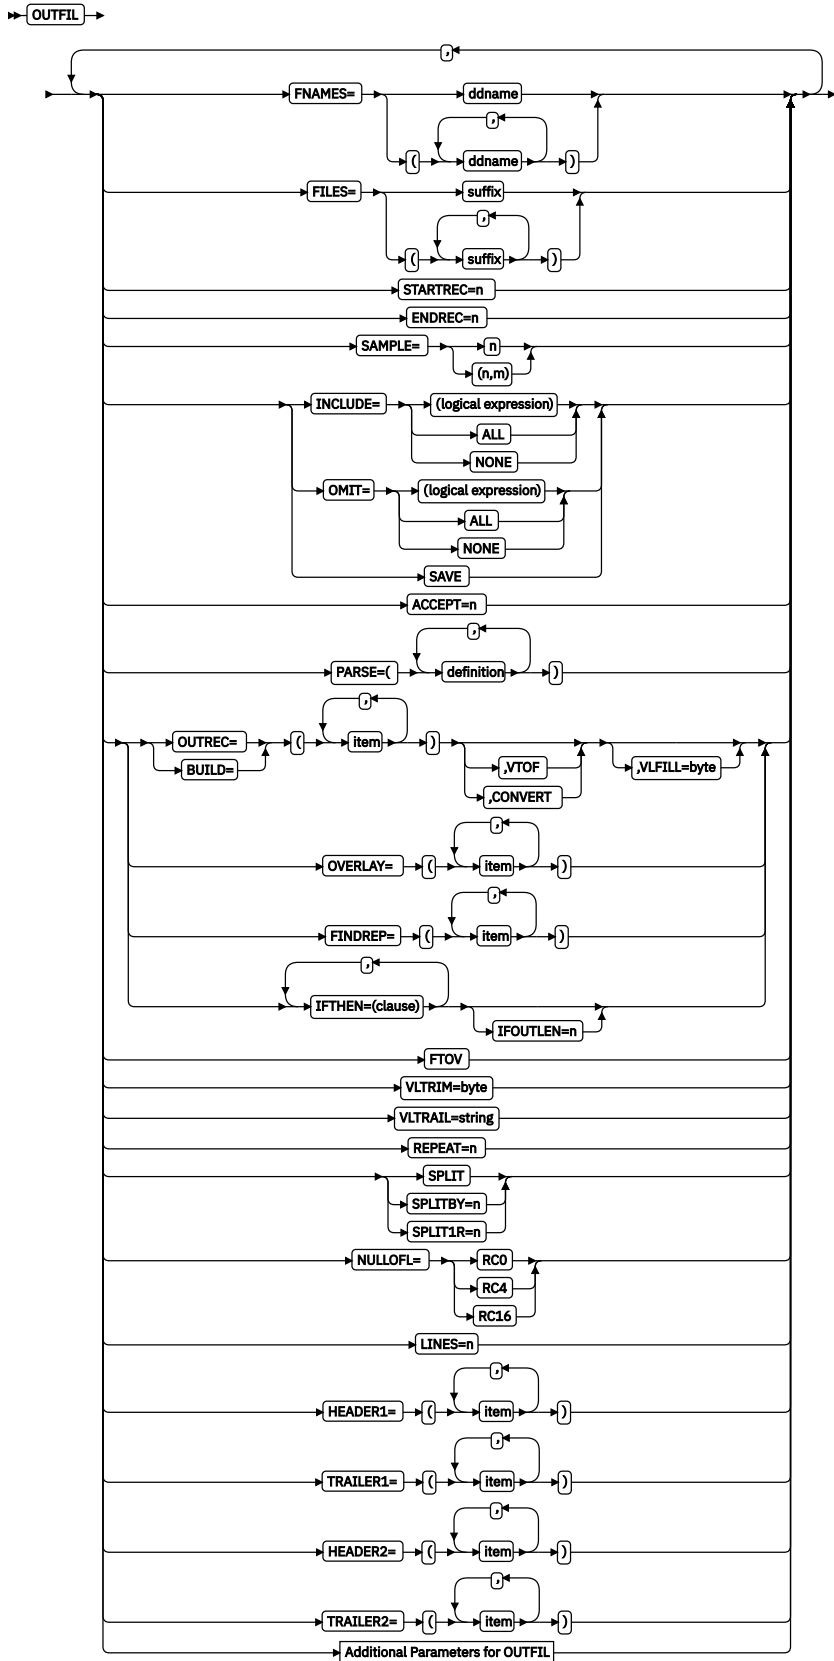 OUTFIL
,
FNAMES= ddname
,
( ddname )
FILES= suffix
,
( suffix )
STARTREC=n
ENDREC=n
SAMPLE= n
(n,m)
INCLUDE= (logical expression)
ALL
NONE
OMIT= (logical expression)
ALL
NONE
SAVE
ACCEPT=n
,
PARSE=( definition )
,
OUTREC= ( item )
BUILD= ,VTOF ,VLFILL=byte
,CONVERT
,
OVERLAY= ( item )
,
FINDREP= ( item )
,
IFTHEN=(clause)
IFOUTLEN=n
FTOV
VLTRIM=byte
VLTRAIL=string
REPEAT=n
SPLIT
SPLITBY=n
SPLIT1R=n
NULLOFL= RC0
RC4
RC16
LINES=n
,
HEADER1= ( item )
,
TRAILER1= ( item )
,
HEADER2= ( item )
,
TRAILER2= ( item )
Additional Parameters for OUTFIL